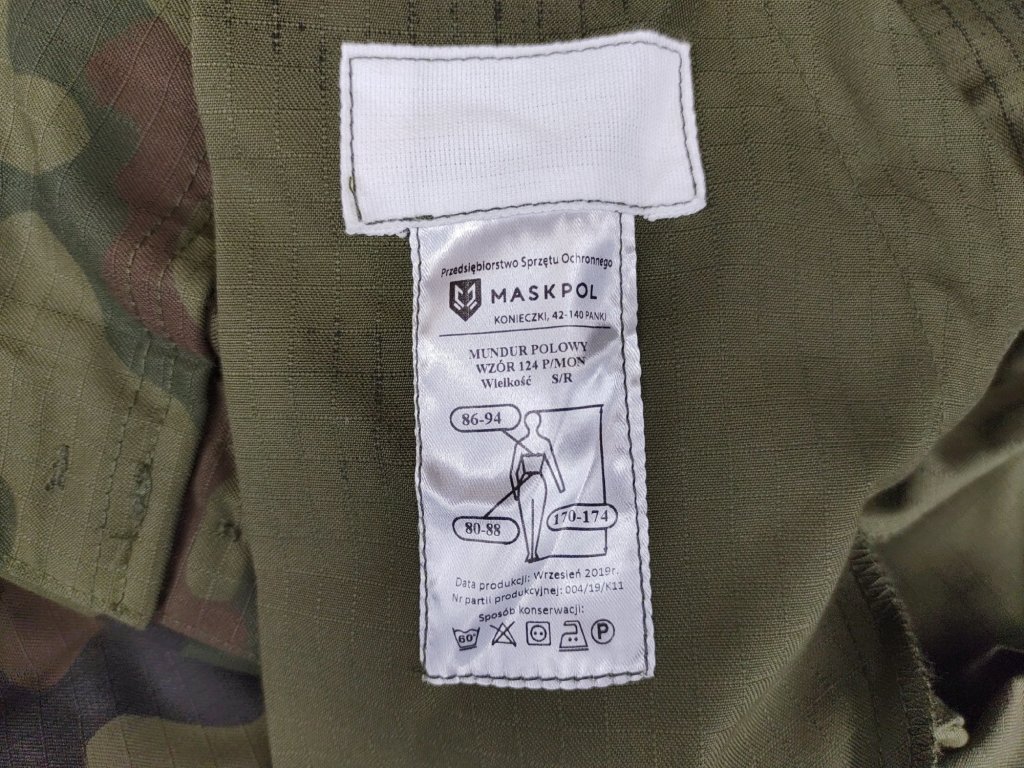 Przedsiębiorstwo Sprzętu Ochronnego
MASKPOL
KONIECZKI, 42-140 PANKI
MUNDUR POLOWY
WZÓR 124 P/MON
Wielkość S/R
86-94
80-88
170-174
Data produkcji: Wrzesień 2019r.
Nr partii produkcyjnej: 004/19/K11
Sposób konserwacji:
60° P